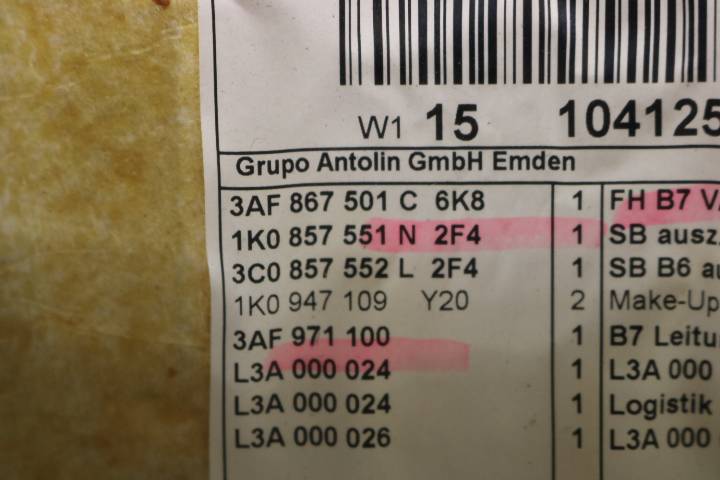 W1 15 104125
Grupo Antolin GmbH Emden
3AF 867 501 C 6K8 1 FH B7
1K0 857 551 N 2F4 1 SB ausz.
3C0 857 552 L 2F4 1 SB B6
1K0 947 109 Y20 2 Make-Up
3AF 971 100 1 B7 Leitu
L3A 000 024 1 L3A 000
L3A 000 024 1 Logistik
L3A 000 026 1 L3A 000